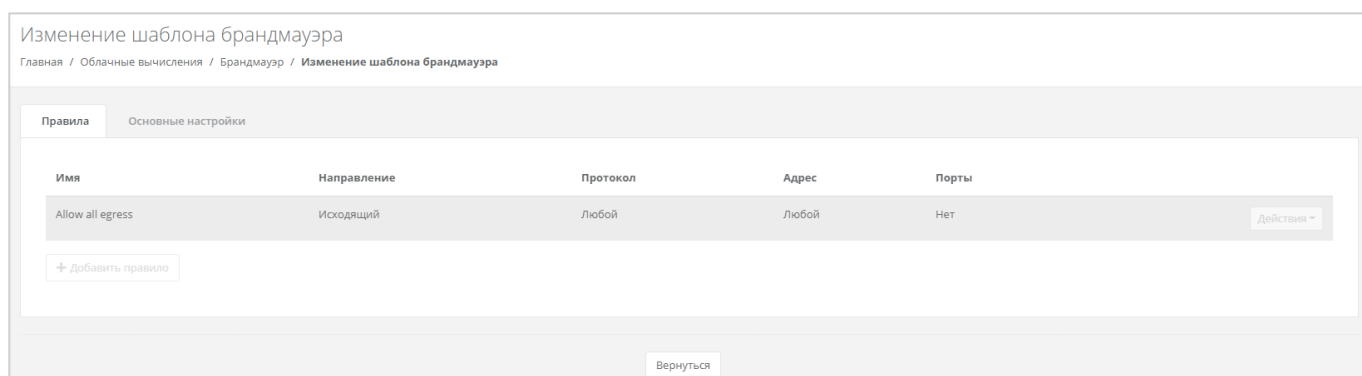 Изменение шаблона брандмауэра
Главная / Облачные вычисления / Брандмауэр / Изменение шаблона брандмауэра
Правила Основные настройки
Имя Направление Протокол Адрес Порты
Allow all egress Исходящий Любой Любой Нет Действия
+ Добавить правило
Вернуться